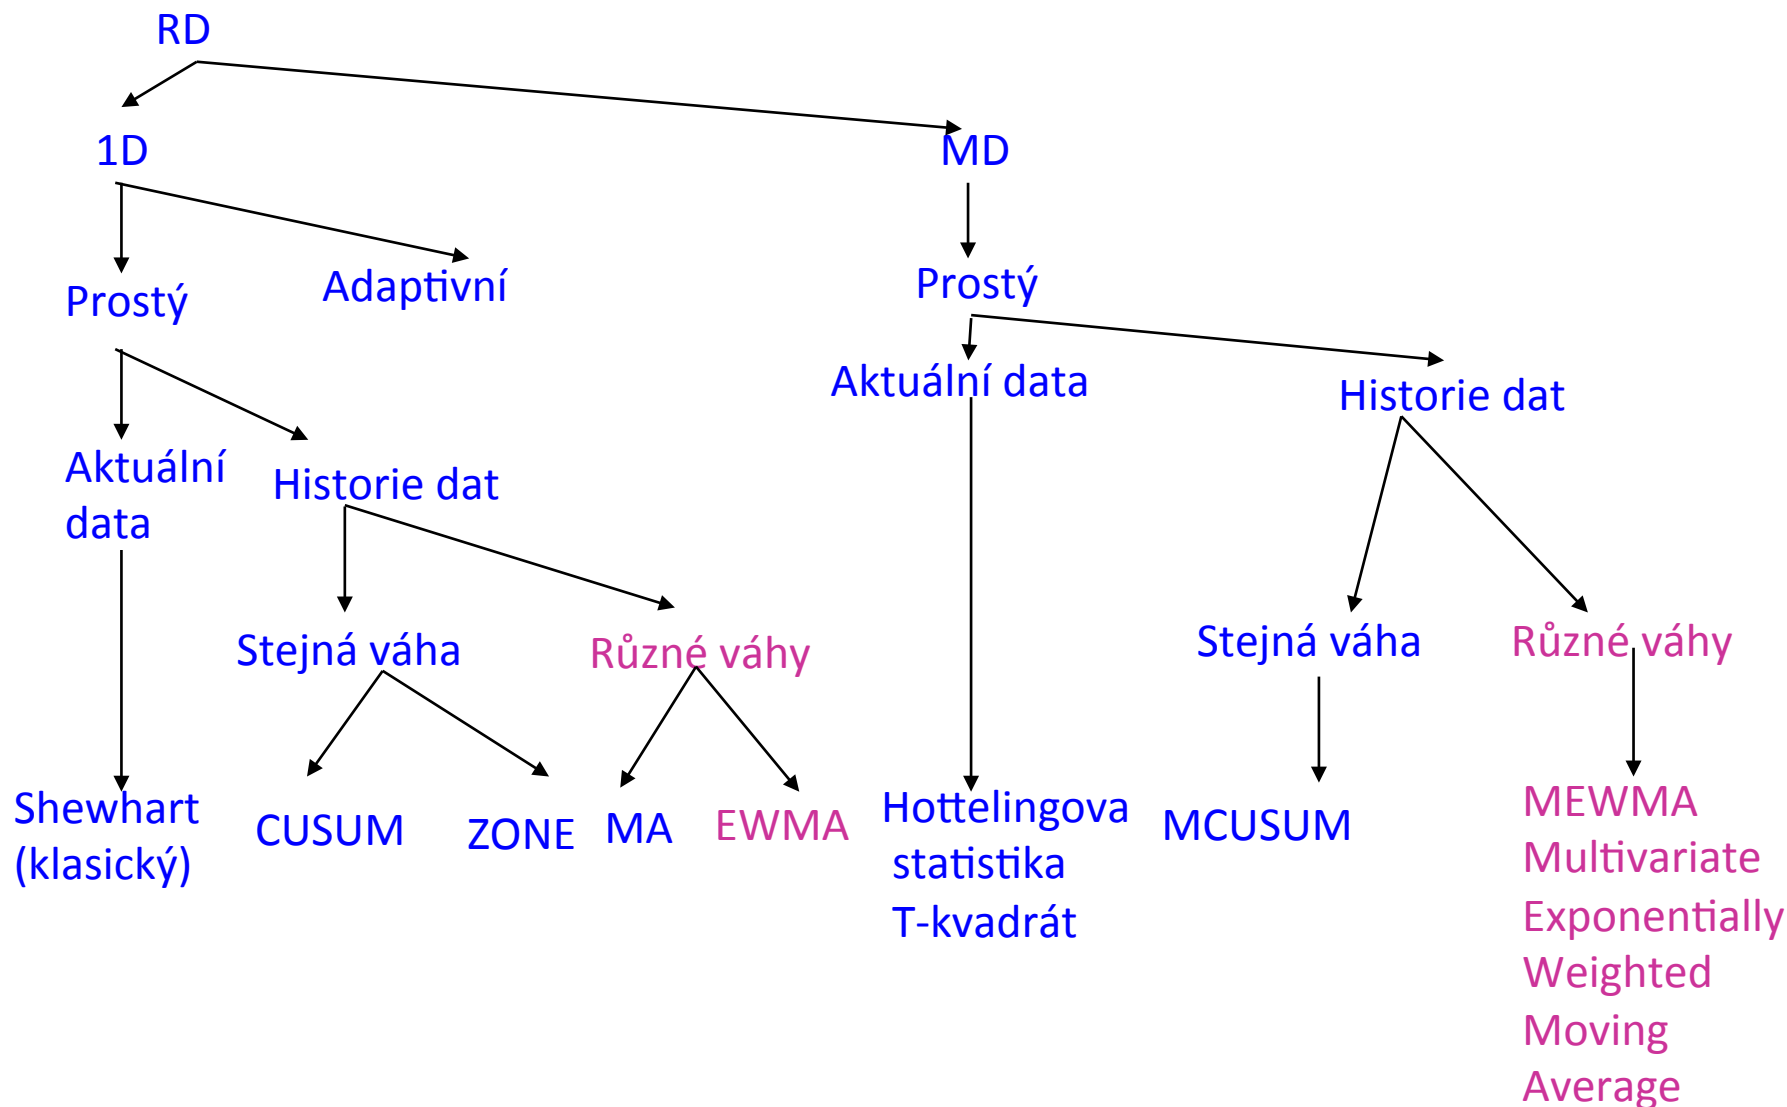 RD
1D
MD
Prostý
Adaptivní
Prostý
Aktuální data
Historie dat
Aktuální
data
Historie dat
Stejná váha
Různé váhy
Stejná váha
Různé váhy
Shewhart
(klasický)
CUSUM
ZONE
MA
EWMA
Hottelingova
statistika
T-kvadrát
MCUSUM
MEWMA
Multivariate
Exponentially
Weighted
Moving
Average